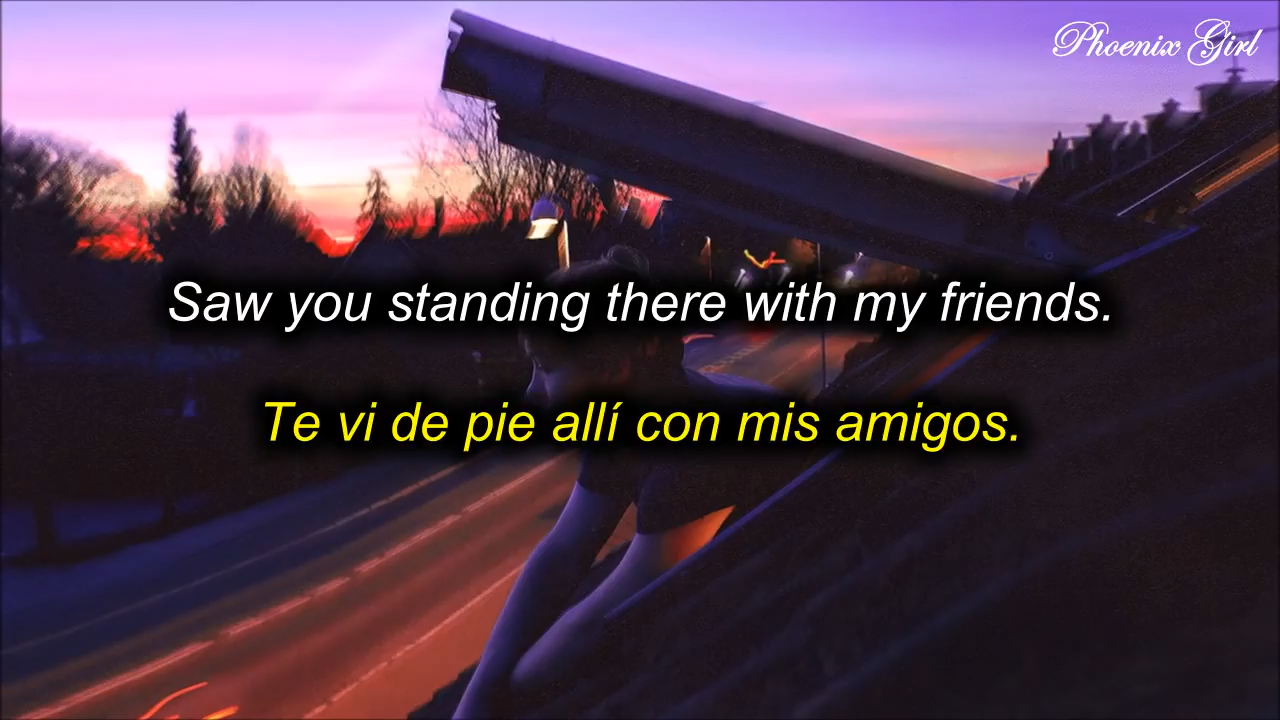 Phoenix Girl
Saw you standing there with my friends.
Te vi de pie allí con mis amigos.